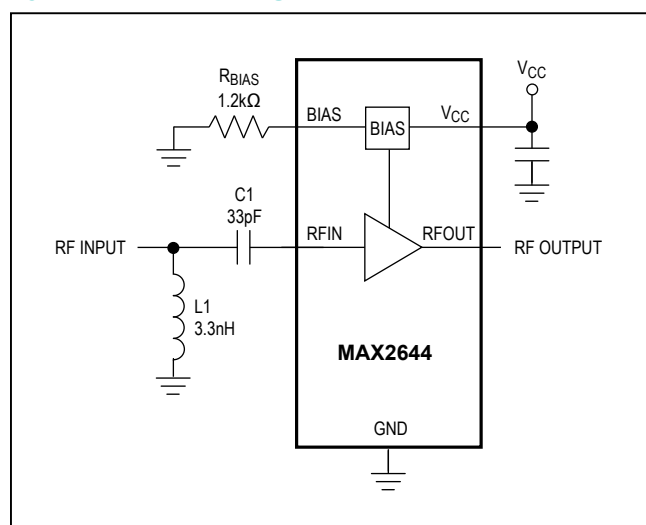 RBIAS
1.2kΩ
BIAS
BIAS
VCC
VCC
C1
33pF
RF INPUT
RFIN
RFOUT
RF OUTPUT
L1
3.3nH
MAX2644
GND